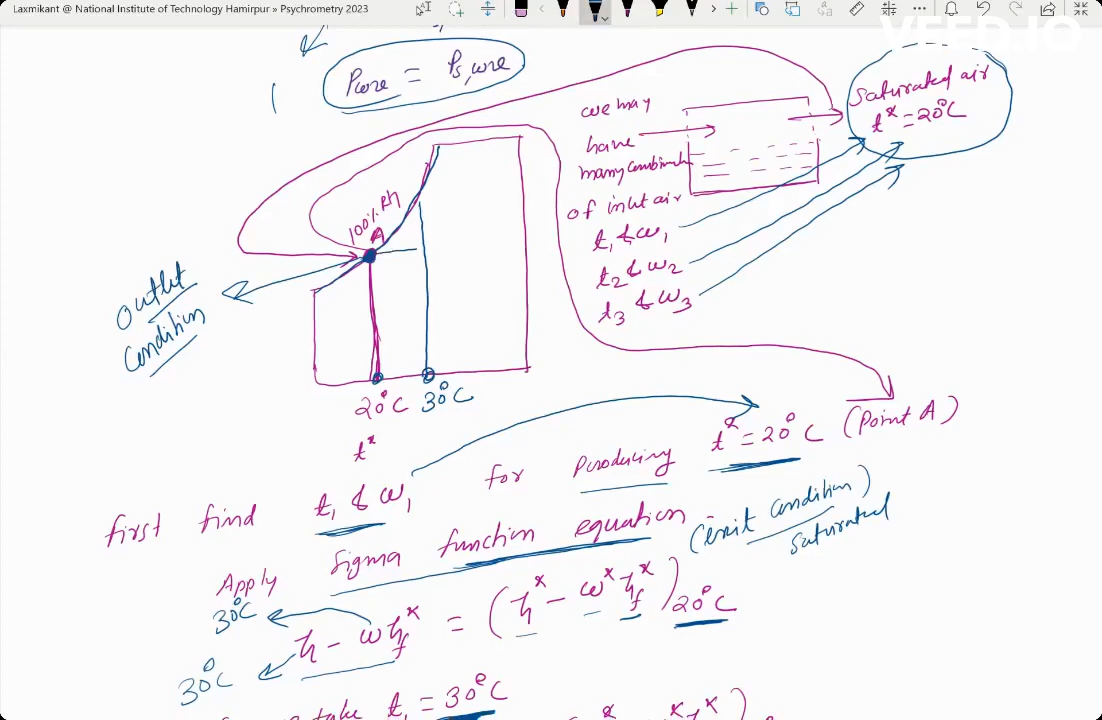 Laxmikant @ National Institute of Technology Hamirpur » Psychrometry 2023
VEED.IO
Pwre = Ps,wre
Saturated air
t* = 20°C
we may
have
many combinati
of inlet air
t₁ & ω₁
t₂ & ω₂
t₃ & ω₃
100% Rh
A
outlet
condition
20°C 30°C
t*
first find t₁ & ω₁ for Producing t* = 20°C (Point A)
Apply sigma function equation (exit condition)
saturated
30°C
h - ωhf* = (h* - ω*hf*)20°C
30°C
take t₁ = 30°C